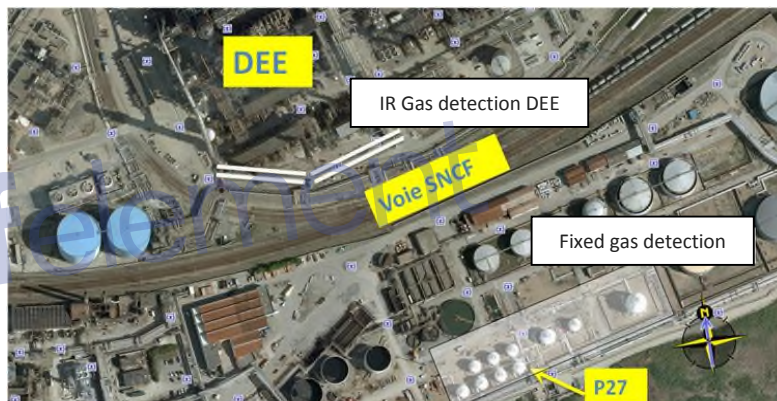 DEE
IR Gas detection DEE
Voie SNCF
Fixed gas detection
N
P27